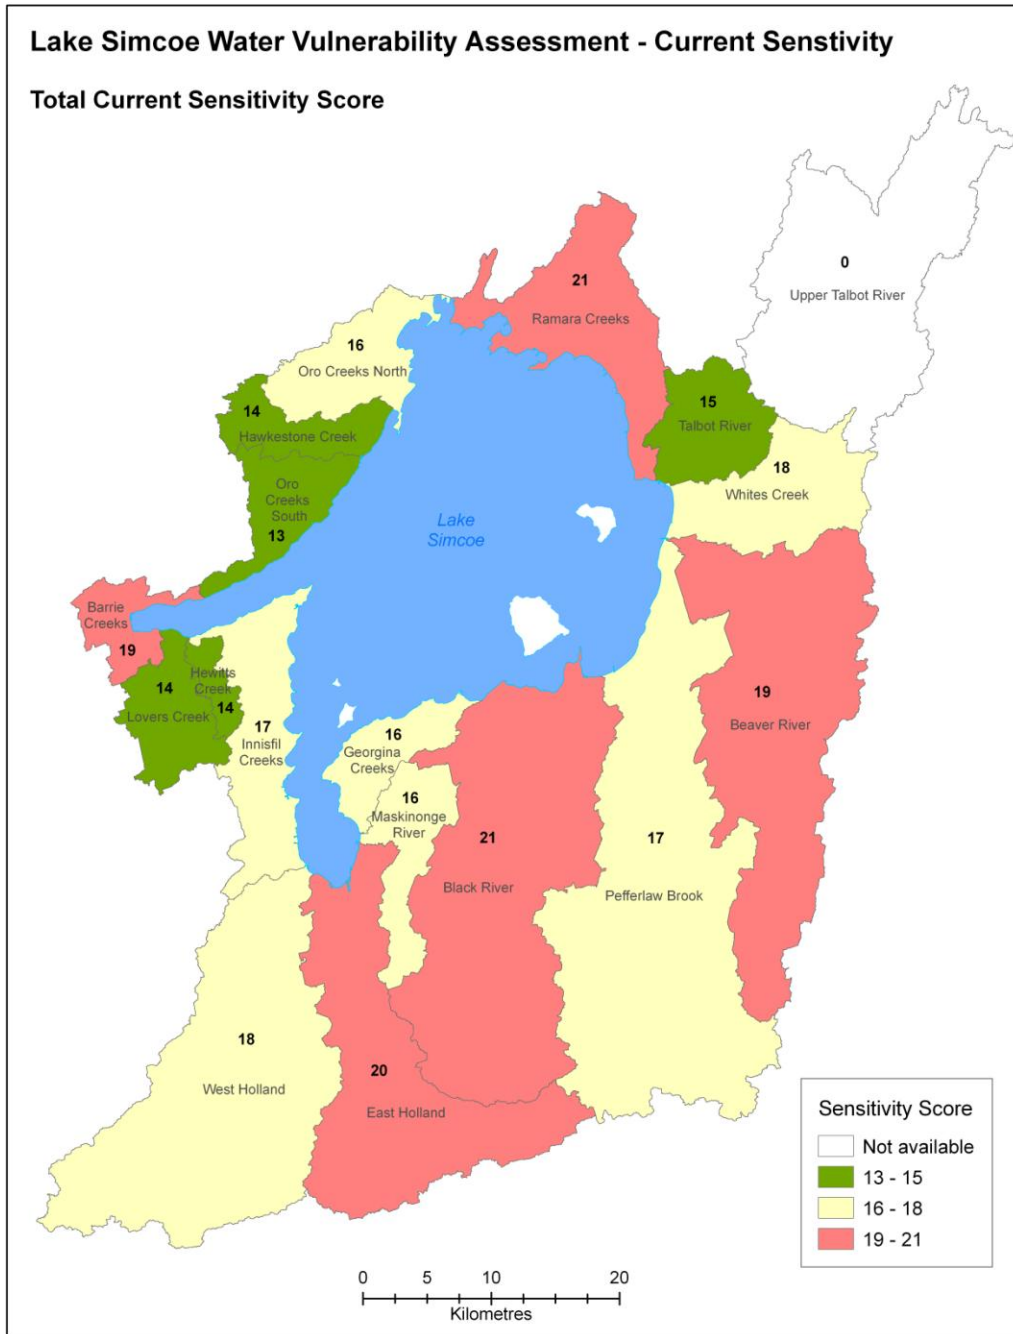 Lake Simcoe Water Vulnerability Assessment - Current Senstivity
Total Current Sensitivity Score
0
Upper Talbot River
21
Ramara Creeks
16
Oro Creeks North
15
Talbot River
14
Hawkestone Creek
18
Whites Creek
Oro
Creeks
South
13
Lake
Simcoe
Barrie
Creeks
19
Hewitts
Creek
14
14
Lovers Creek
17
Innisfil
Creeks
19
Beaver River
16
Georgina
Creeks
16
Maskinonge
River
21
Black River
17
Pefferlaw Brook
18
West Holland
20
East Holland
Sensitivity Score
Not available
13 - 15
16 - 18
19 - 21
0 5 10 20
Kilometres